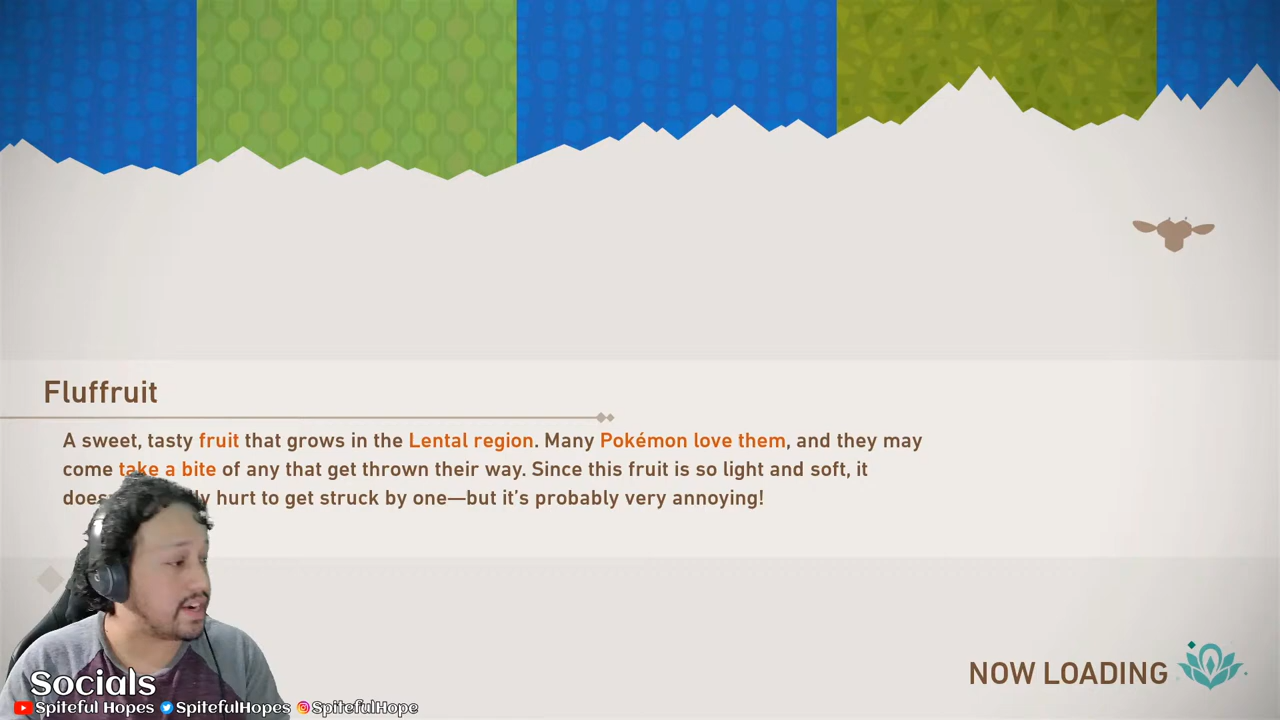 Fluffruit
A sweet, tasty fruit that grows in the Lental region. Many Pokémon love them, and they may
come take a bite of any that get thrown their way. Since this fruit is so light and soft, it
hurt to get struck by one—but it's probably very annoying!
NOW LOADING
Socials
Spiteful Hopes SpitefulHopes SpitefulHope